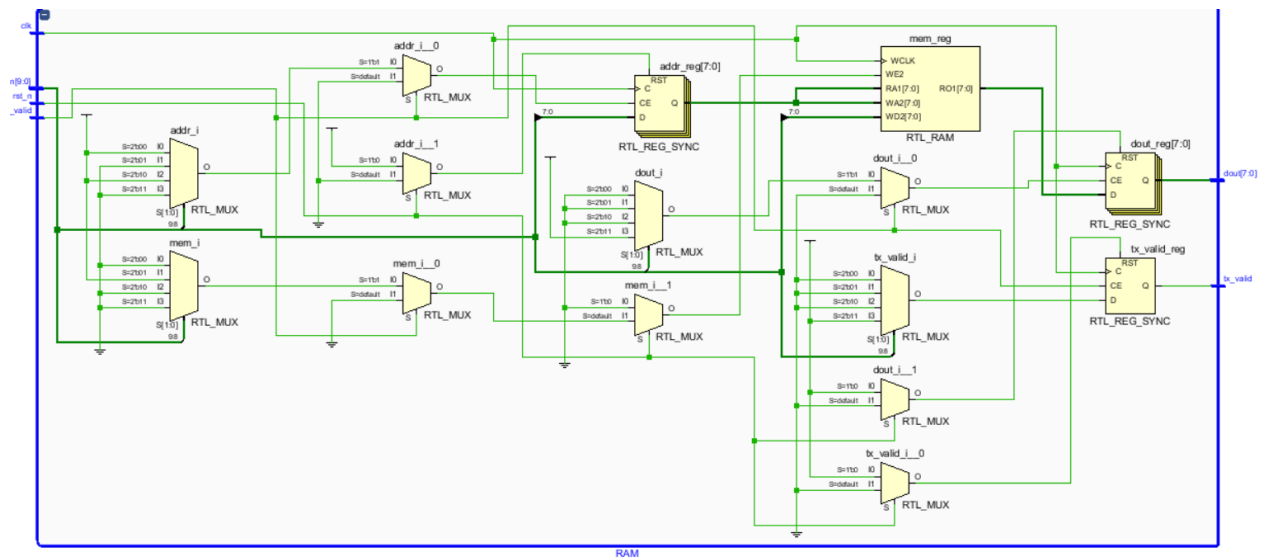 clk
n[9:0]
rst_n
_valid
addr_i
S=2'b00 I0
S=2'b01 I1
S=2'b10 I2
S=2'b11 I3
O
S[1:0]
9:8
RTL_MUX
mem_i
S=2'b00 I0
S=2'b01 I1
S=2'b10 I2
S=2'b11 I3
O
S[1:0]
9:8
RTL_MUX
addr_i__0
S=1'b1 I0
S=default I1
O
S
RTL_MUX
addr_i__1
S=1'b0 I0
S=default I1
O
S
RTL_MUX
mem_i__0
S=1'b1 I0
S=default I1
O
S
RTL_MUX
addr_reg[7:0]
RST
C
CE Q
D
7:0
RTL_REG_SYNC
dout_i
S=2'b00 I0
S=2'b01 I1
S=2'b10 I2
S=2'b11 I3
O
S[1:0]
9:8
RTL_MUX
mem_i__1
S=1'b0 I0
S=default I1
O
S
RTL_MUX
mem_reg
WCLK
WE2
RA1[7:0] RO1[7:0]
WA2[7:0]
WD2[7:0]
7:0
RTL_RAM
dout_i__0
S=1'b1 I0
S=default I1
O
S
RTL_MUX
tx_valid_i
S=2'b00 I0
S=2'b01 I1
S=2'b10 I2
S=2'b11 I3
O
S[1:0]
9:8
RTL_MUX
dout_i__1
S=1'b0 I0
S=default I1
O
S
RTL_MUX
tx_valid_i__0
S=1'b0 I0
S=default I1
O
S
RTL_MUX
dout_reg[7:0]
RST
C
CE Q
D
RTL_REG_SYNC
tx_valid_reg
RST
C
CE Q
D
RTL_REG_SYNC
dout[7:0]
tx_valid
RAM